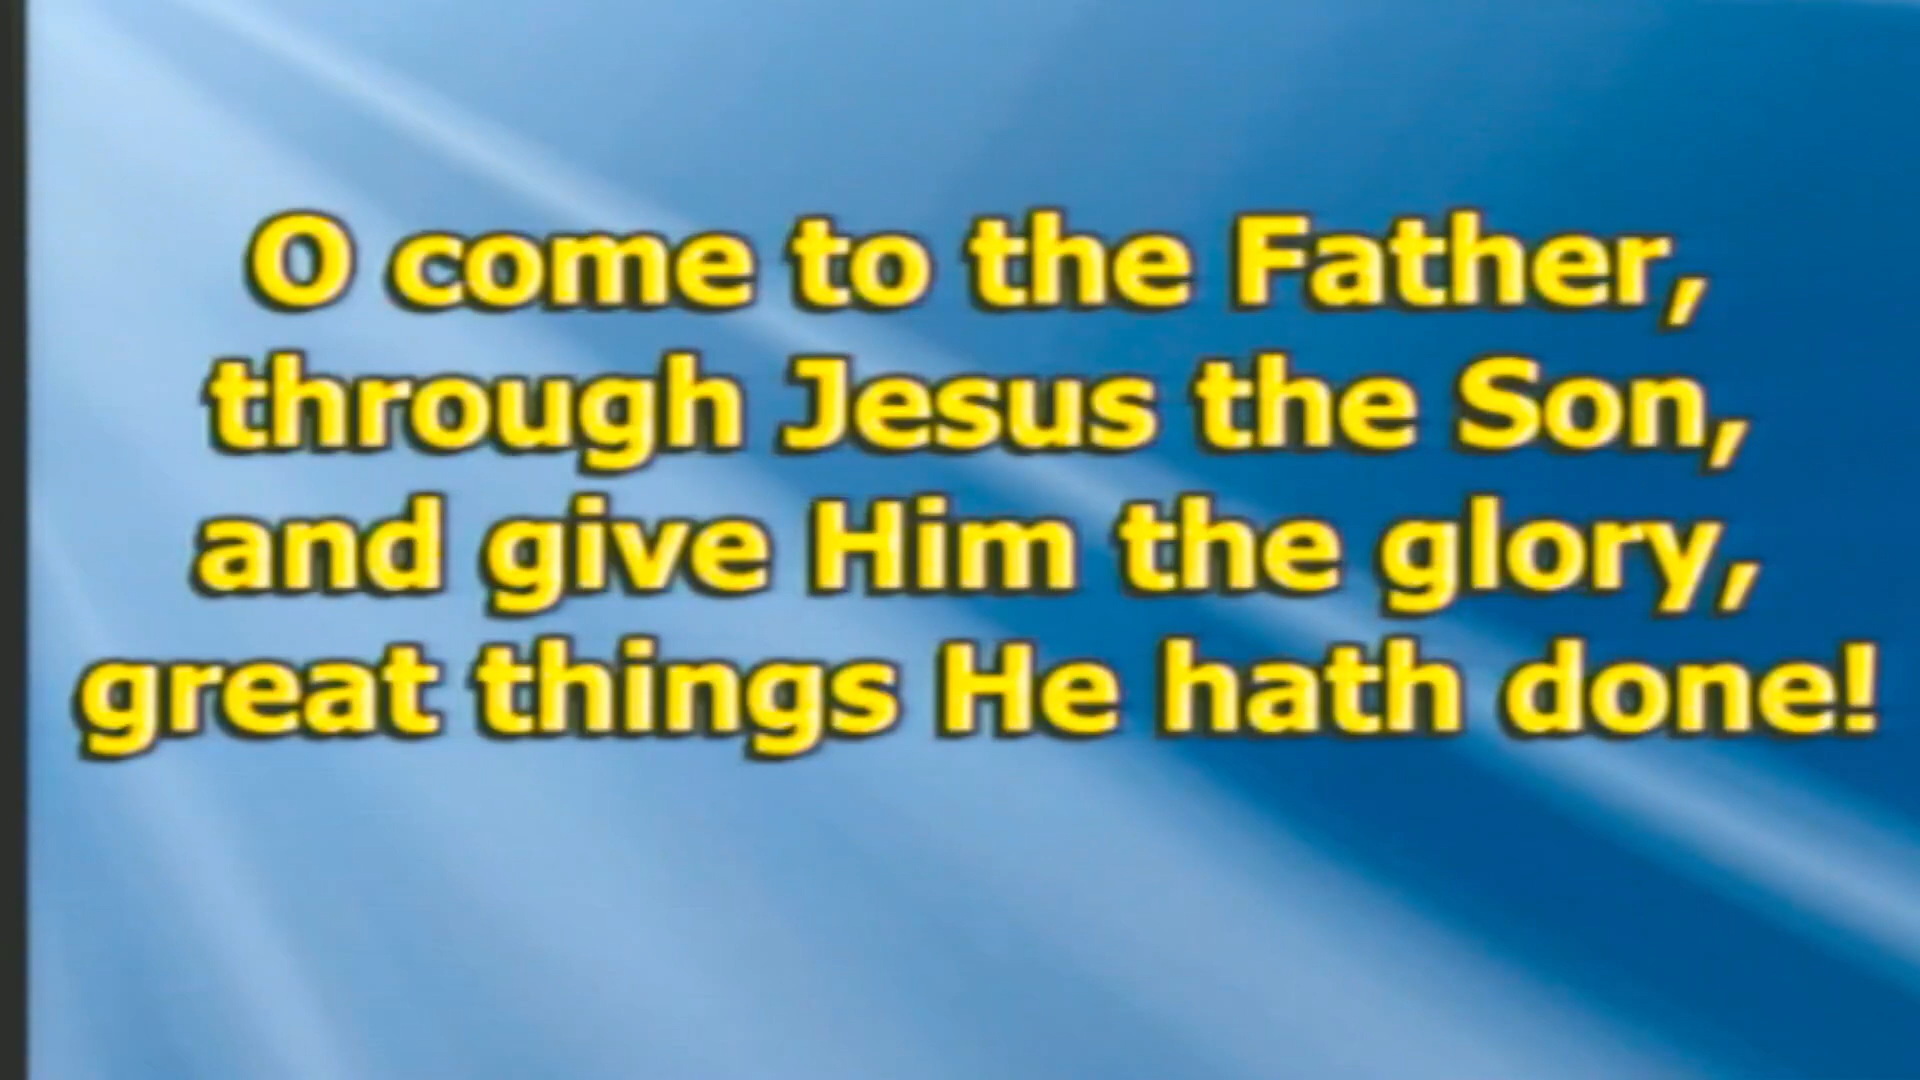 O come to the Father,
through Jesus the Son,
and give Him the glory,
great things He hath done!